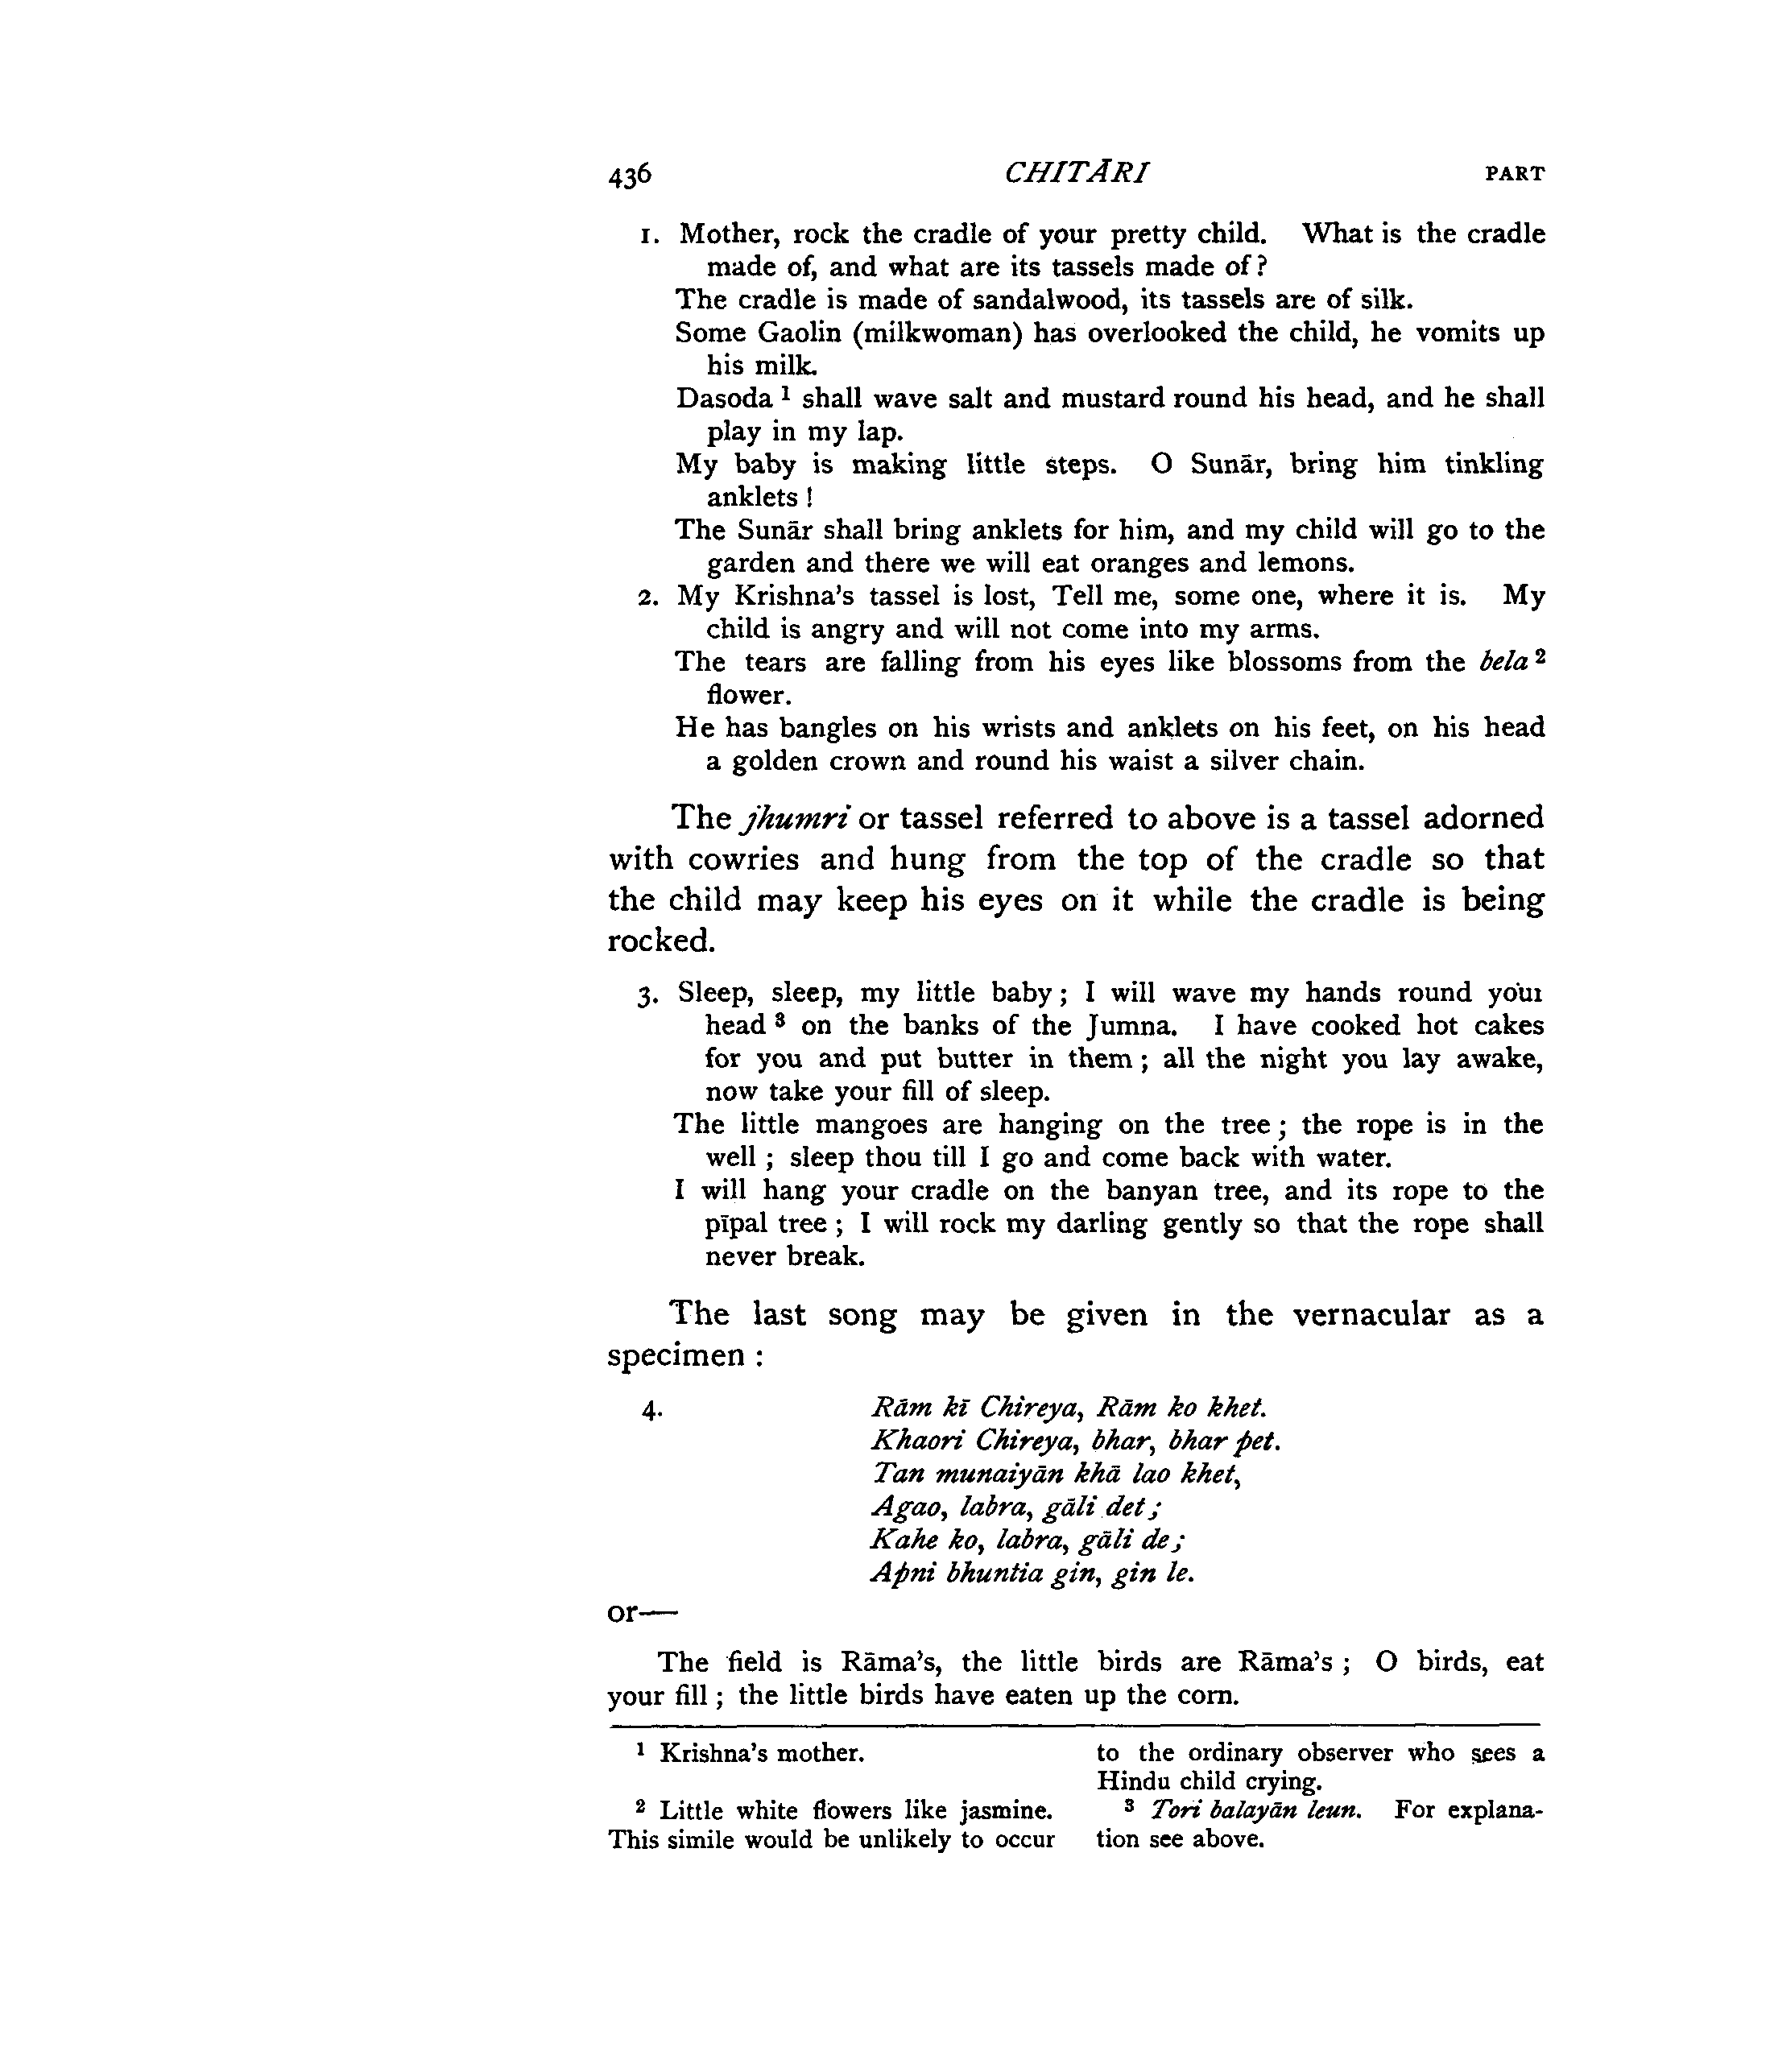 436 CHITĀRI PART
1. Mother, rock the cradle of your pretty child. What is the cradle
made of, and what are its tassels made of?
The cradle is made of sandalwood, its tassels are of silk.
Some Gaolin (milkwoman) has overlooked the child, he vomits up
his milk.
Dasoda ¹ shall wave salt and mustard round his head, and he shall
play in my lap.
My baby is making little steps. O Sunār, bring him tinkling
anklets!
The Sunār shall bring anklets for him, and my child will go to the
garden and there we will eat oranges and lemons.
2. My Krishna's tassel is lost, Tell me, some one, where it is. My
child is angry and will not come into my arms.
The tears are falling from his eyes like blossoms from the bela ²
flower.
He has bangles on his wrists and anklets on his feet, on his head
a golden crown and round his waist a silver chain.
The jhumri or tassel referred to above is a tassel adorned
with cowries and hung from the top of the cradle so that
the child may keep his eyes on it while the cradle is being
rocked.
3. Sleep, sleep, my little baby; I will wave my hands round your
head ³ on the banks of the Jumna. I have cooked hot cakes
for you and put butter in them; all the night you lay awake,
now take your fill of sleep.
The little mangoes are hanging on the tree; the rope is in the
well; sleep thou till I go and come back with water.
I will hang your cradle on the banyan tree, and its rope to the
pīpal tree; I will rock my darling gently so that the rope shall
never break.
The last song may be given in the vernacular as a
specimen:
4. Rām kī Chireya, Rām ko khet.
Khaori Chireya, bhar, bhar pet.
Tan munaiyān khā lao khet,
Agao, labra, gāli det;
Kahe ko, labra, gāli de;
Apni bhuntia gin, gin le.
or—
The field is Rāma's, the little birds are Rāma's; O birds, eat
your fill; the little birds have eaten up the corn.
¹ Krishna's mother.
² Little white flowers like jasmine.
This simile would be unlikely to occur
to the ordinary observer who sees a
Hindu child crying.
³ Tori balayān leun. For explana-
tion see above.